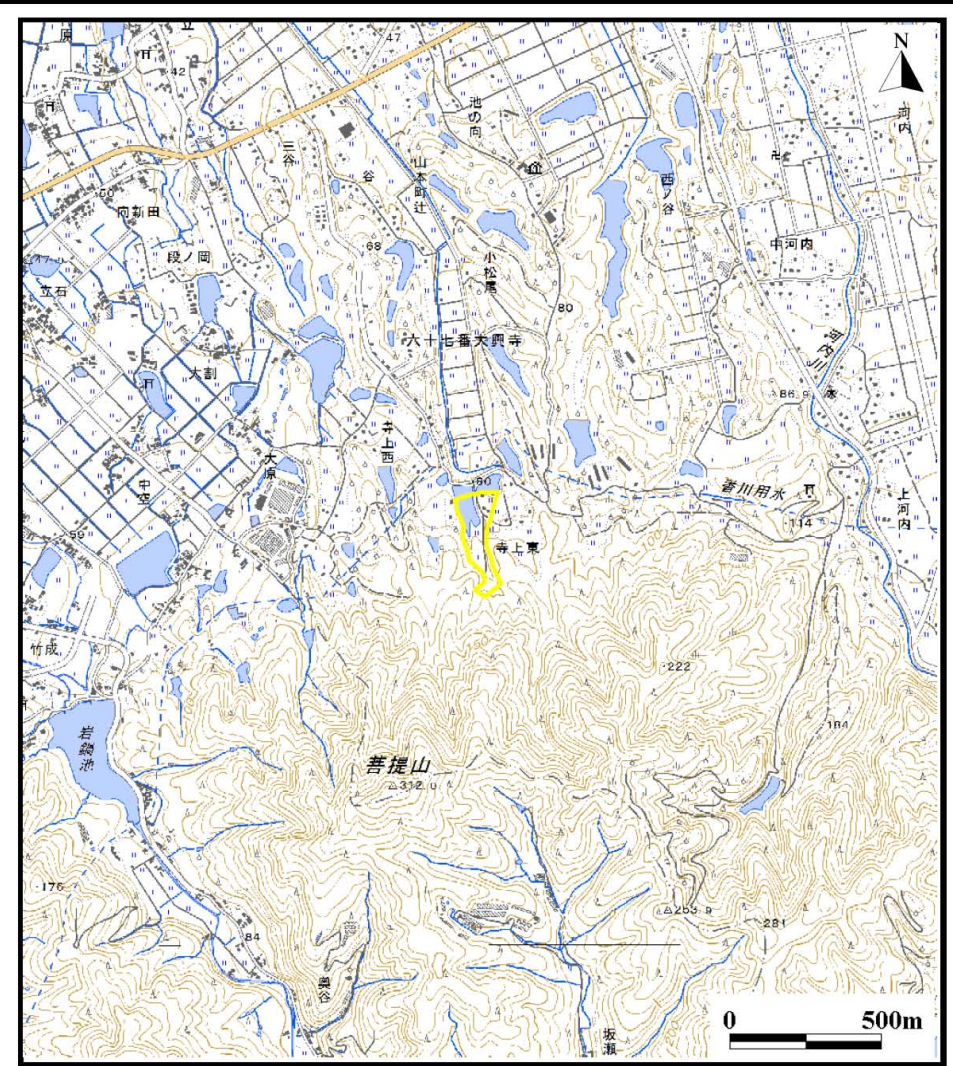 原
立
47
N
42
池の向
河内
三谷
谷
山本町辻
西ノ谷
50
向新田
68
中河内
段ノ岡
小松尾
立石
80
河内川
六十七番大興寺
大割
86.9
井上西
大原
中空
60
香川用水
上河内
114
59
寺上東
竹成
222
岩鍋池
184
菩提山
312.0
176
253.9
281
84
奥谷
0 500m
坂瀬